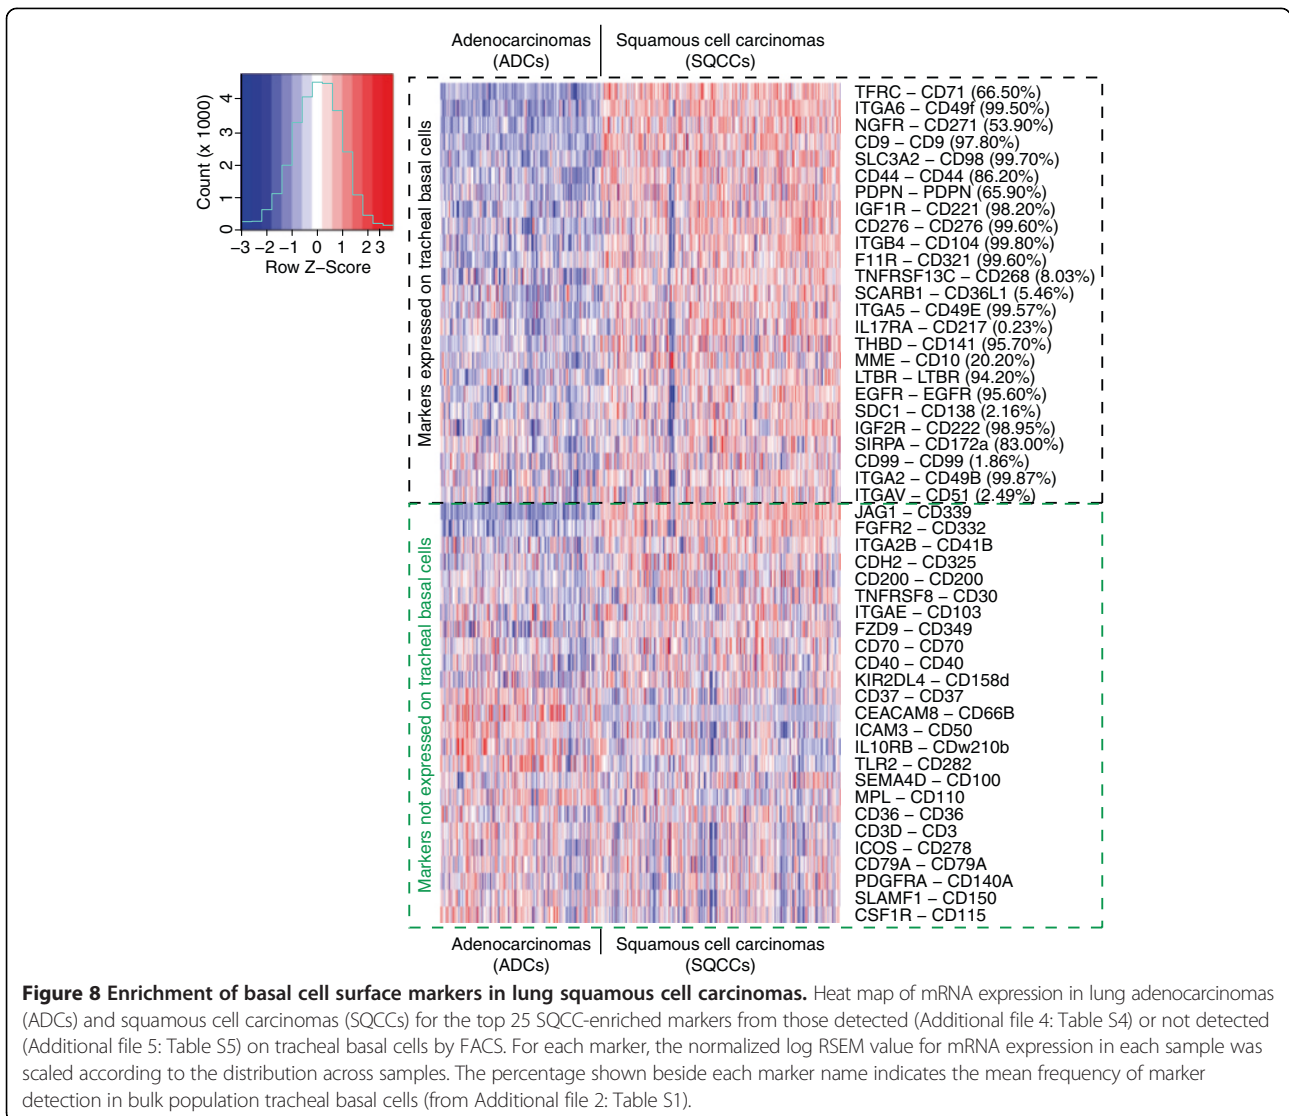 Adenocarcinomas
(ADCs)
Squamous cell carcinomas
(SQCCs)
Count (x 1000)
0 1 2 3 4
−3 −2 −1 0 1 2 3
Row Z−Score
Markers expressed on tracheal basal cells
TFRC − CD71 (66.50%)
ITGA6 − CD49f (99.50%)
NGFR − CD271 (53.90%)
CD9 − CD9 (97.80%)
SLC3A2 − CD98 (99.70%)
CD44 − CD44 (86.20%)
PDPN − PDPN (65.90%)
IGF1R − CD221 (98.20%)
CD276 − CD276 (99.60%)
ITGB4 − CD104 (99.80%)
F11R − CD321 (99.60%)
TNFRSF13C − CD268 (8.03%)
SCARB1 − CD36L1 (5.46%)
ITGA5 − CD49E (99.57%)
IL17RA − CD217 (0.23%)
THBD − CD141 (95.70%)
MME − CD10 (20.20%)
LTBR − LTBR (94.20%)
EGFR − EGFR (95.60%)
SDC1 − CD138 (2.16%)
IGF2R − CD222 (98.95%)
SIRPA − CD172a (83.00%)
CD99 − CD99 (1.86%)
ITGA2 − CD49B (99.87%)
ITGAV − CD51 (2.49%)
Markers not expressed on tracheal basal cells
JAG1 − CD339
FGFR2 − CD332
ITGA2B − CD41B
CDH2 − CD325
CD200 − CD200
TNFRSF8 − CD30
ITGAE − CD103
FZD9 − CD349
CD70 − CD70
CD40 − CD40
KIR2DL4 − CD158d
CD37 − CD37
CEACAM8 − CD66B
ICAM3 − CD50
IL10RB − CDw210b
TLR2 − CD282
SEMA4D − CD100
MPL − CD110
CD36 − CD36
CD3D − CD3
ICOS − CD278
CD79A − CD79A
PDGFRA − CD140A
SLAMF1 − CD150
CSF1R − CD115
Adenocarcinomas
(ADCs)
Squamous cell carcinomas
(SQCCs)
Figure 8 Enrichment of basal cell surface markers in lung squamous cell carcinomas. Heat map of mRNA expression in lung adenocarcinomas
(ADCs) and squamous cell carcinomas (SQCCs) for the top 25 SQCC-enriched markers from those detected (Additional file 4: Table S4) or not detected
(Additional file 5: Table S5) on tracheal basal cells by FACS. For each marker, the normalized log RSEM value for mRNA expression in each sample was
scaled according to the distribution across samples. The percentage shown beside each marker name indicates the mean frequency of marker
detection in bulk population tracheal basal cells (from Additional file 2: Table S1).